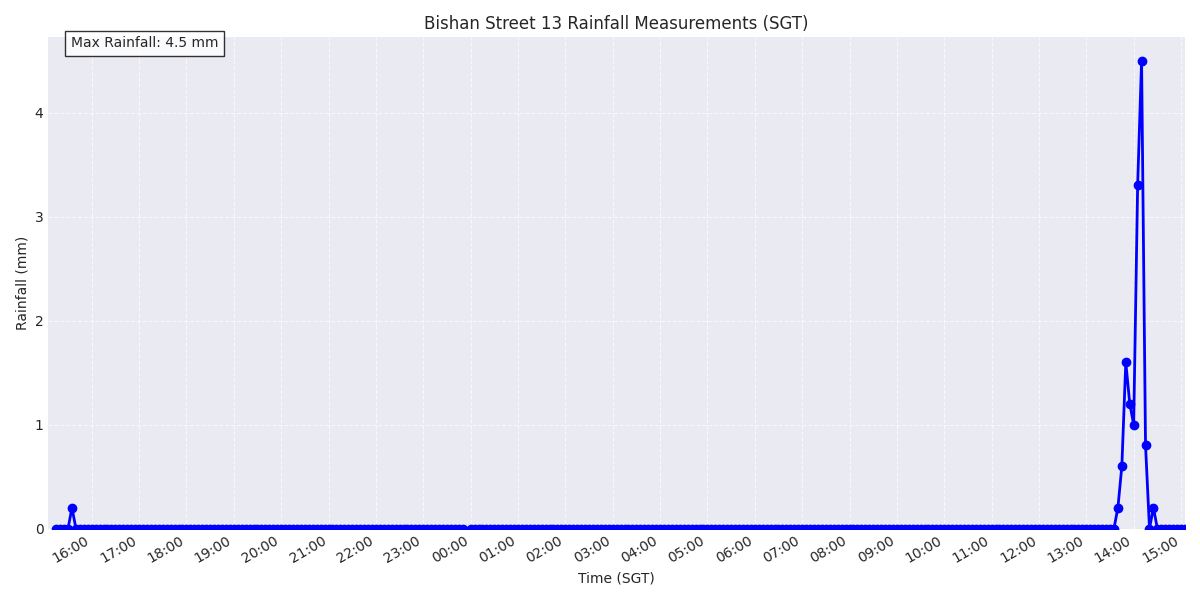 Bishan Street 13 Rainfall Measurements (SGT)
Max Rainfall: 4.5 mm
Rainfall (mm)
4
3
2
1
0
16:00 17:00 18:00 19:00 20:00 21:00 22:00 23:00 00:00 01:00 02:00 03:00 04:00 05:00 06:00 07:00 08:00 09:00 10:00 11:00 12:00 13:00 14:00 15:00
Time (SGT)